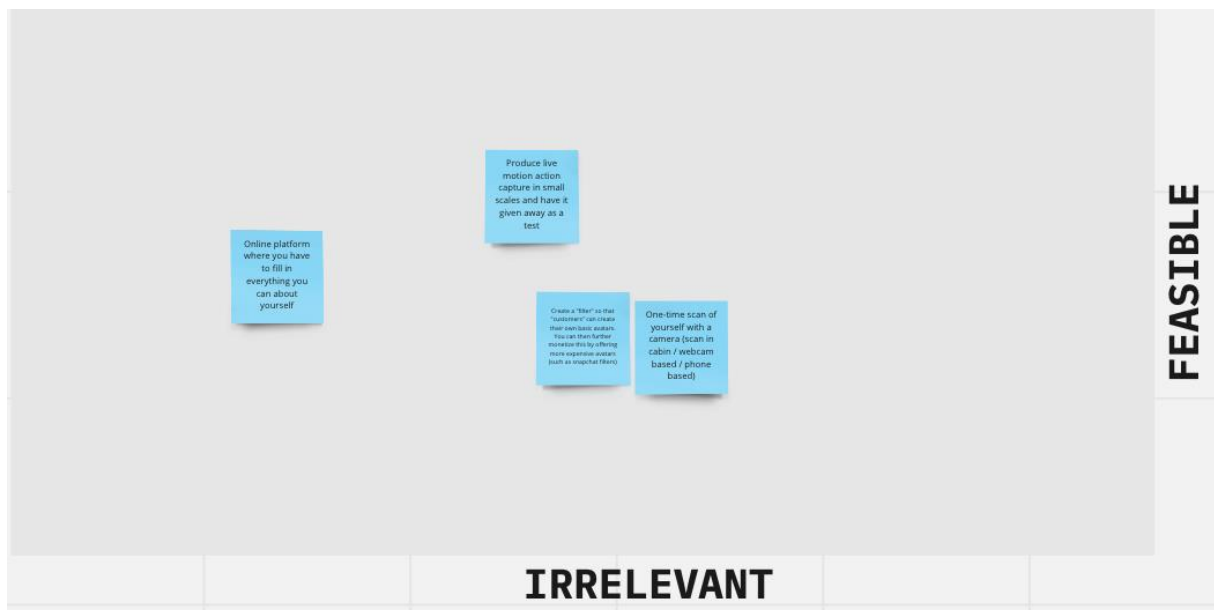 Produce live
motion action
capture in small
scales and have it
given away as a
test
Online platform
where you have
to fill in
everything you
can about
yourself
Create a "filter" so that
"customers" can create
their own basic avatars.
You can then further
monetize this by offering
more expensive avatars
(such as snapchat filters)
One-time scan of
yourself with a
camera (scan in
cabin / webcam
based / phone
based)
FEASIBLE
IRRELEVANT